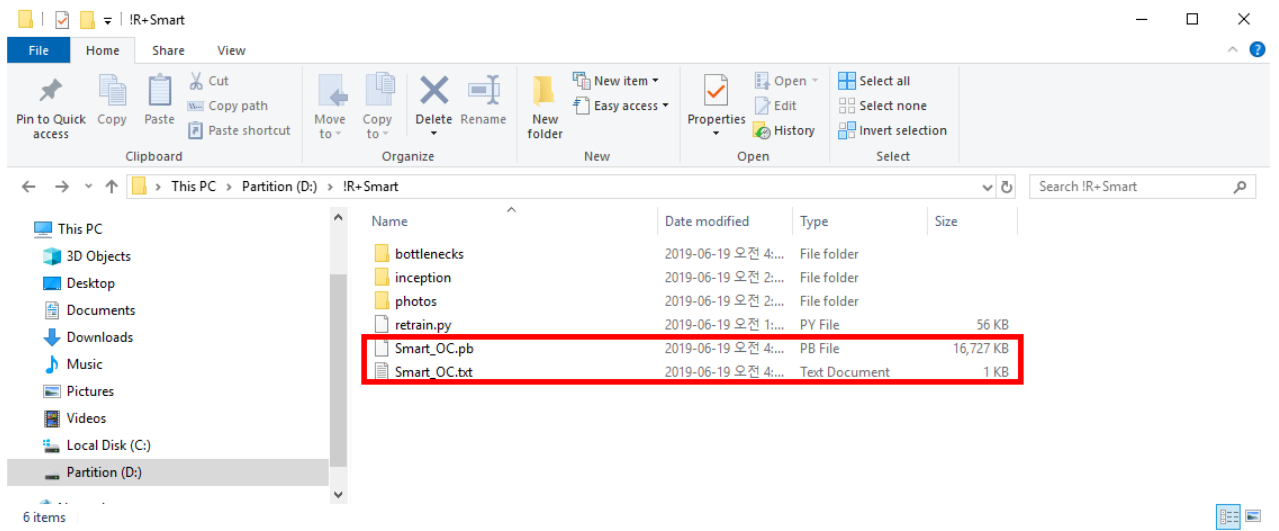 !R+Smart
File Home Share View
Pin to Quick access
Copy
Paste
Cut
Copy path
Paste shortcut
Clipboard
Move to
Copy to
Delete
Rename
Organize
New folder
New item
Easy access
New
Properties
Open
Edit
History
Open
Select all
Select none
Invert selection
Select
This PC > Partition (D:) > !R+Smart
Search !R+Smart
This PC
3D Objects
Desktop
Documents
Downloads
Music
Pictures
Videos
Local Disk (C:)
Partition (D:)
Name Date modified Type Size
bottlenecks 2019-06-19 오전 4:... File folder
inception 2019-06-19 오전 2:... File folder
photos 2019-06-19 오전 2:... File folder
retrain.py 2019-06-19 오전 1:... PY File 56 KB
Smart_OC.pb 2019-06-19 오전 4:... PB File 16,727 KB
Smart_OC.txt 2019-06-19 오전 4:... Text Document 1 KB
6 items